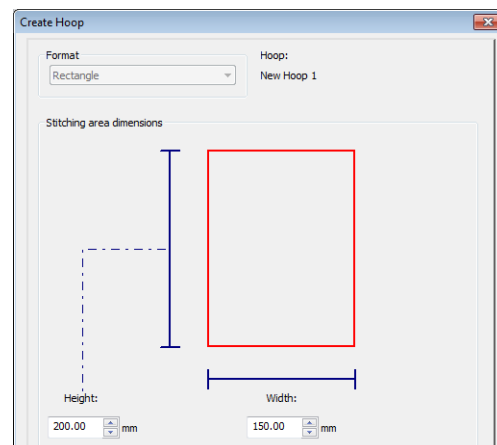 Create Hoop
Format
Rectangle
Hoop:
New Hoop 1
Stitching area dimensions
Height:
200.00 mm
Width:
150.00 mm